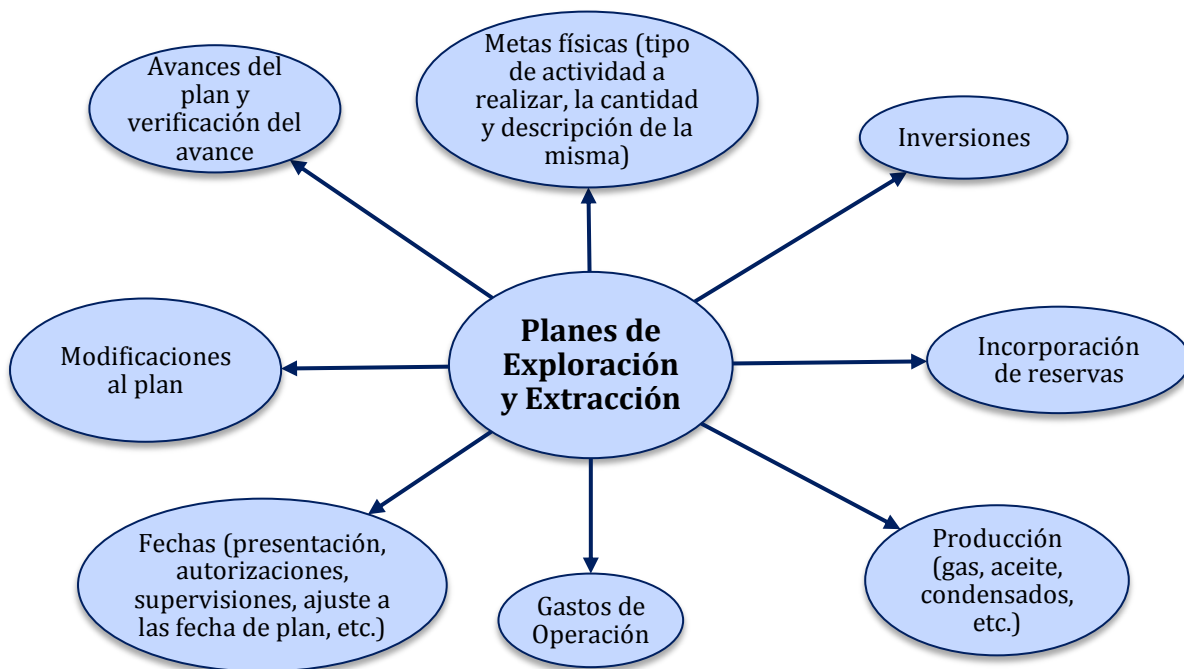 Avances del
plan y
verificación del
avance
Metas físicas (tipo
de actividad a
realizar, la cantidad
y descripción de la
misma)
Inversiones
Modificaciones
al plan
Planes de
Exploración
y Extracción
Incorporación
de reservas
Fechas (presentación,
autorizaciones,
supervisiones, ajuste a
las fecha de plan, etc.)
Gastos de
Operación
Producción
(gas, aceite,
condensados,
etc.)